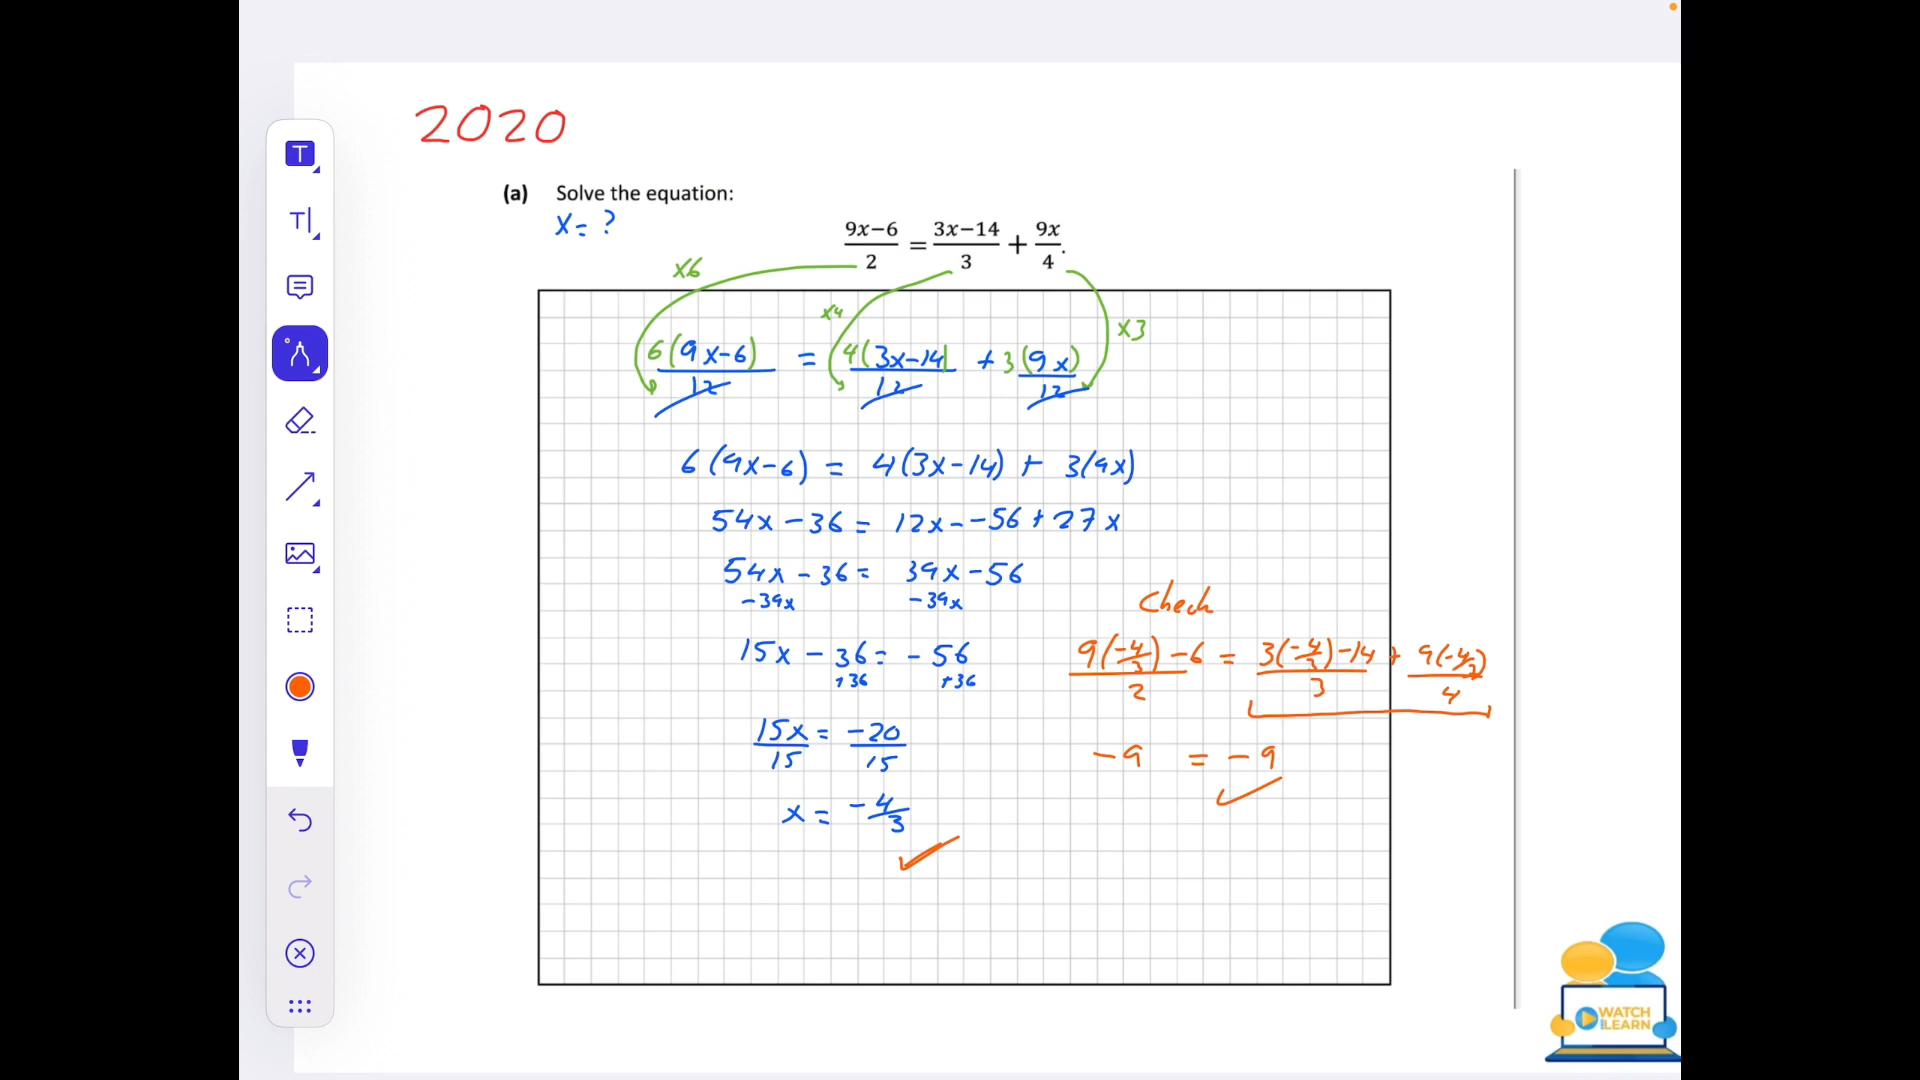 2020
(a) Solve the equation:
x = ?
9x−6/2 = 3x−14/3 + 9x/4.
x6
x4
x3
6(9x-6)/12 = 4(3x-14)/12 + 3(9x)/12
6(9x-6) = 4(3x-14) + 3(9x)
54x - 36 = 12x - -56 + 27x
54x - 36 = 39x - 56
-39x -39x
15x - 36 = - 56
+36 +36
15x/15 = -20/15
x = -4/3
Check
9(-4/3) - 6/2 = 3(-4/3) - 14/3 + 9(-4/3)/4
-9 = -9
T
T|
WATCH
AND LEARN